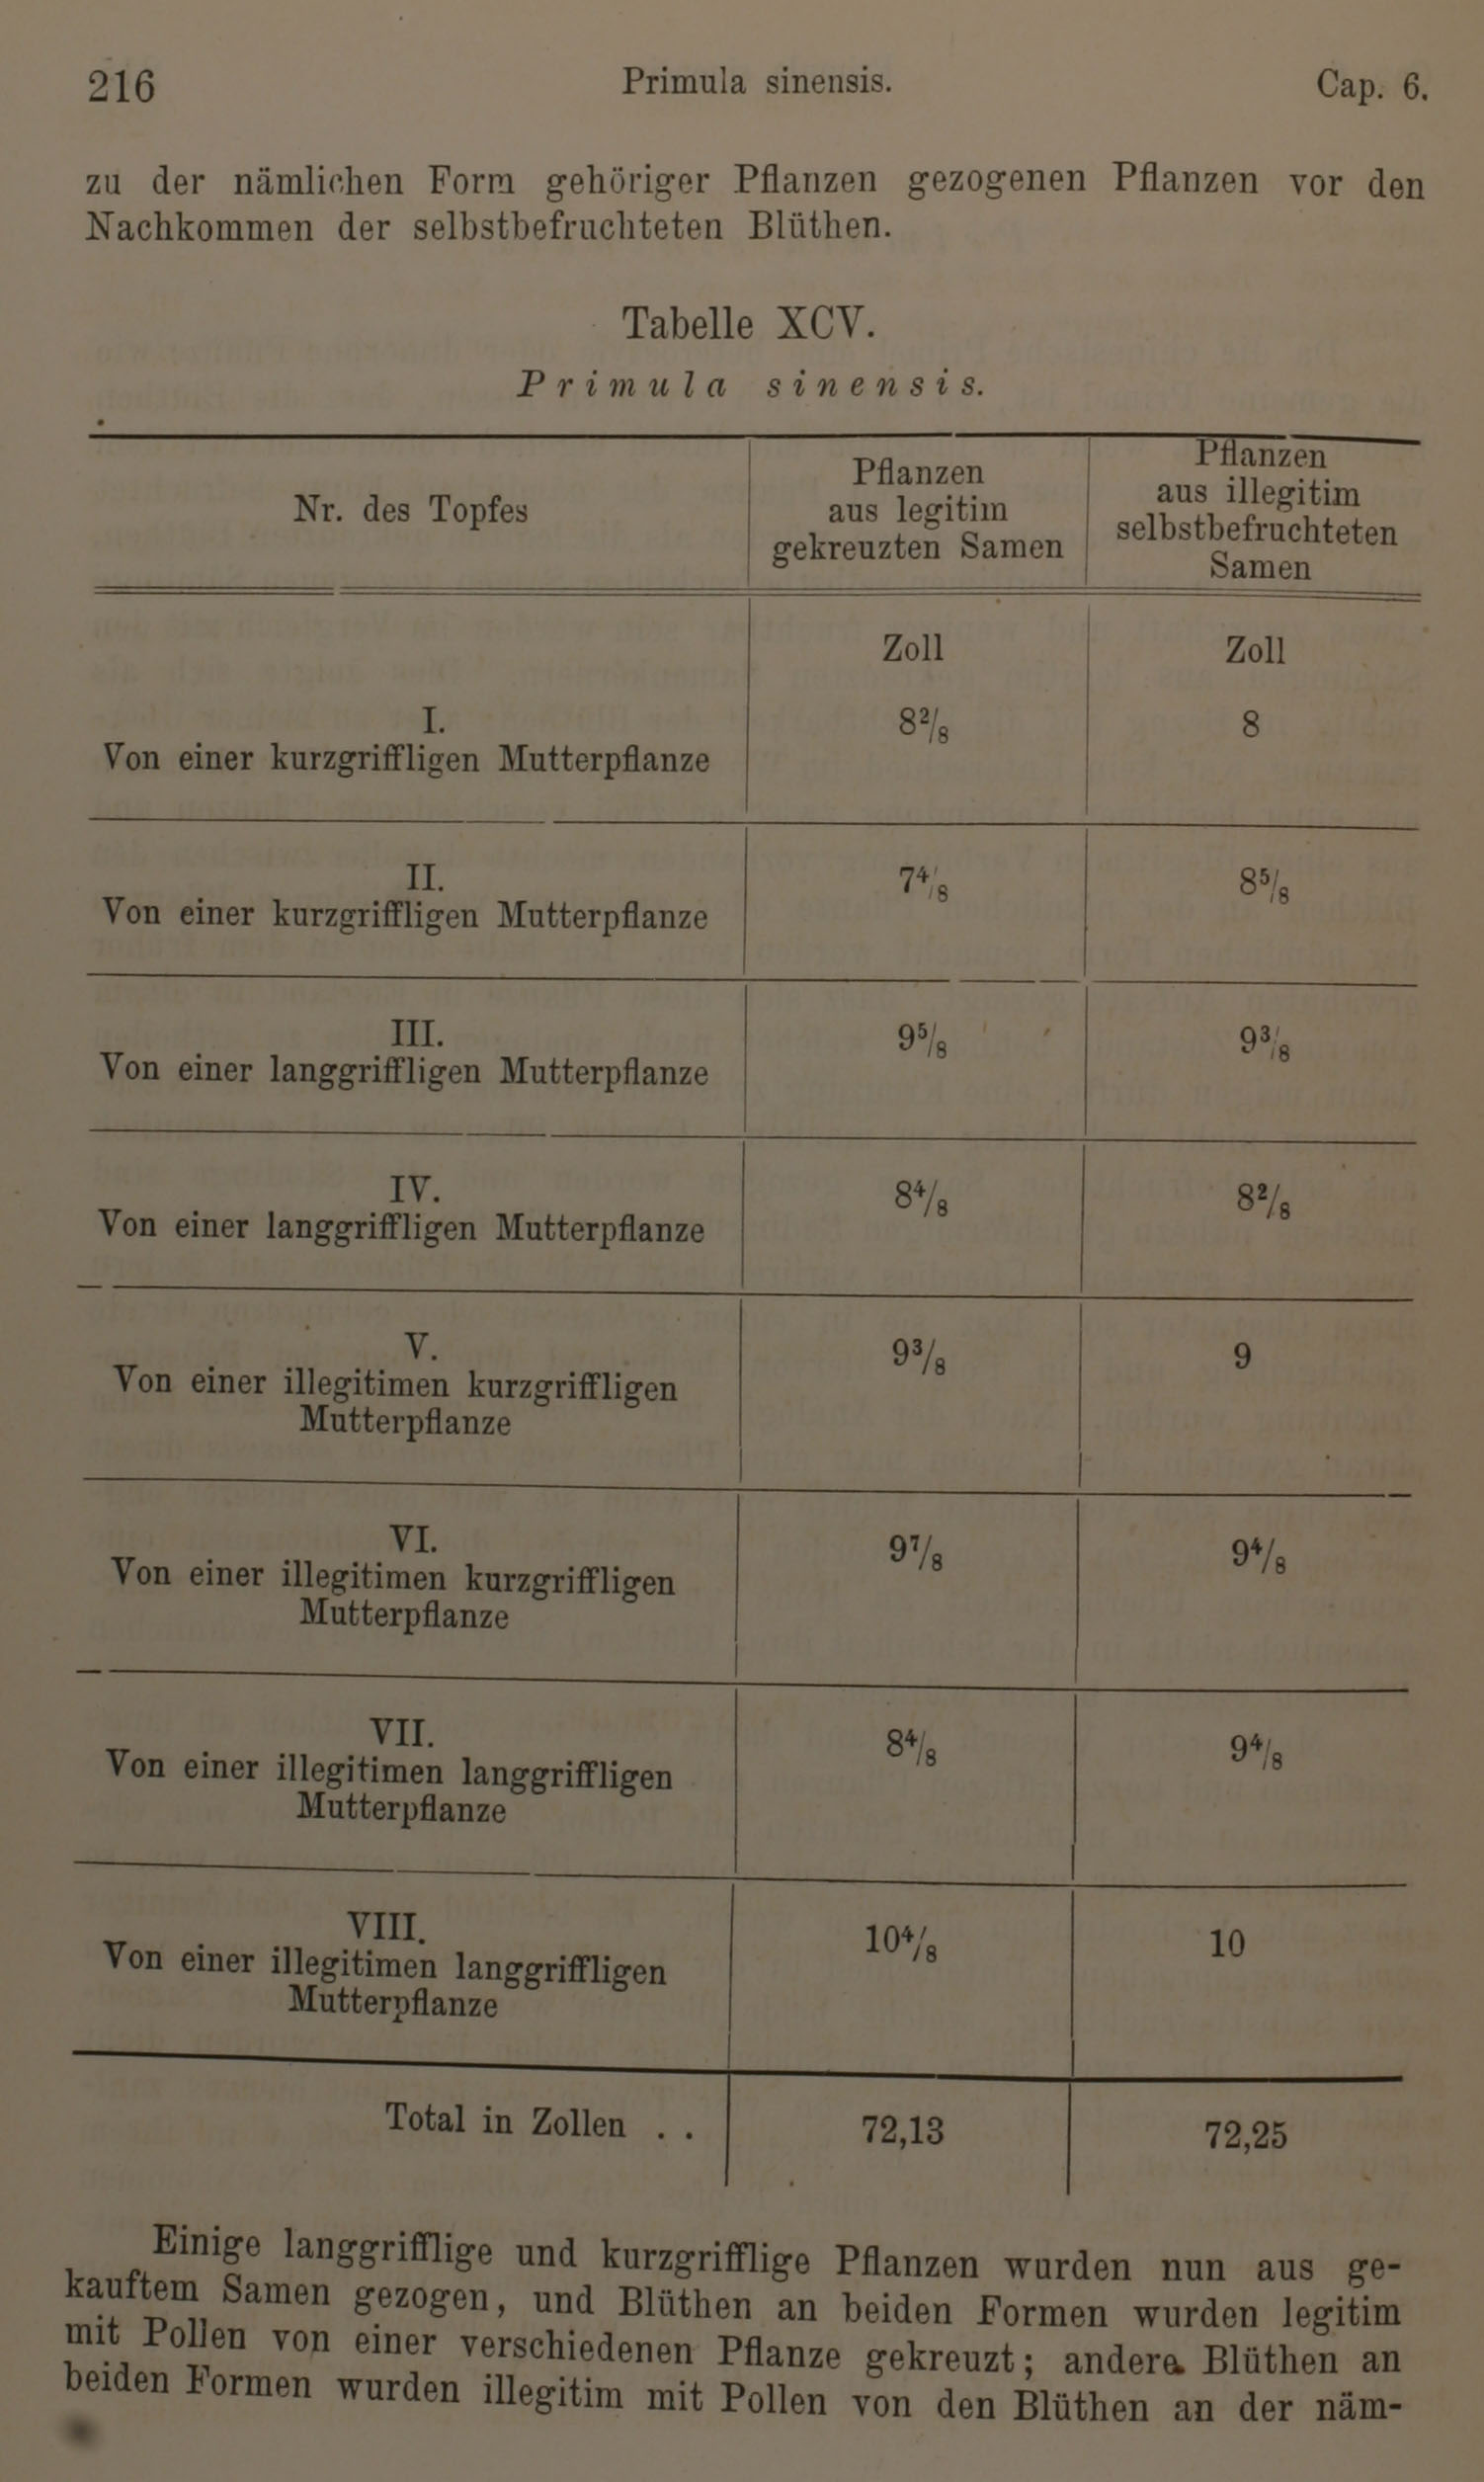 216 Primula sinensis. Cap. 6.
zu der nämlichen Form gehöriger Pflanzen gezogenen Pflanzen vor den
Nachkommen der selbstbefruchteten Blüthen.
Tabelle XCV.
Primula sinensis.
Nr. des Topfes
Pflanzen
aus legitim
gekreuzten Samen
Pflanzen
aus illegitim
selbstbefruchteten
Samen
Zoll Zoll
I. 8²/₈ 8
Von einer kurzgriffligen Mutterpflanze
II. 7⁴/₈ 8⁵/₈
Von einer kurzgriffligen Mutterpflanze
III. 9⁵/₈ 9³/₈
Von einer langgriffligen Mutterpflanze
IV. 8⁴/₈ 8²/₈
Von einer langgriffligen Mutterpflanze
V. 9³/₈ 9
Von einer illegitimen kurzgriffligen
Mutterpflanze
VI. 9⁷/₈ 9⁴/₈
Von einer illegitimen kurzgriffligen
Mutterpflanze
VII. 8⁴/₈ 9⁴/₈
Von einer illegitimen langgriffligen
Mutterpflanze
VIII. 10⁴/₈ 10
Von einer illegitimen langgriffligen
Mutterpflanze
Total in Zollen . . 72,13 72,25
Einige langgrifflige und kurzgrifflige Pflanzen wurden nun aus ge-
kauftem Samen gezogen, und Blüthen an beiden Formen wurden legitim
mit Pollen von einer verschiedenen Pflanze gekreuzt; andere Blüthen an
beiden Formen wurden illegitim mit Pollen von den Blüthen an der näm-